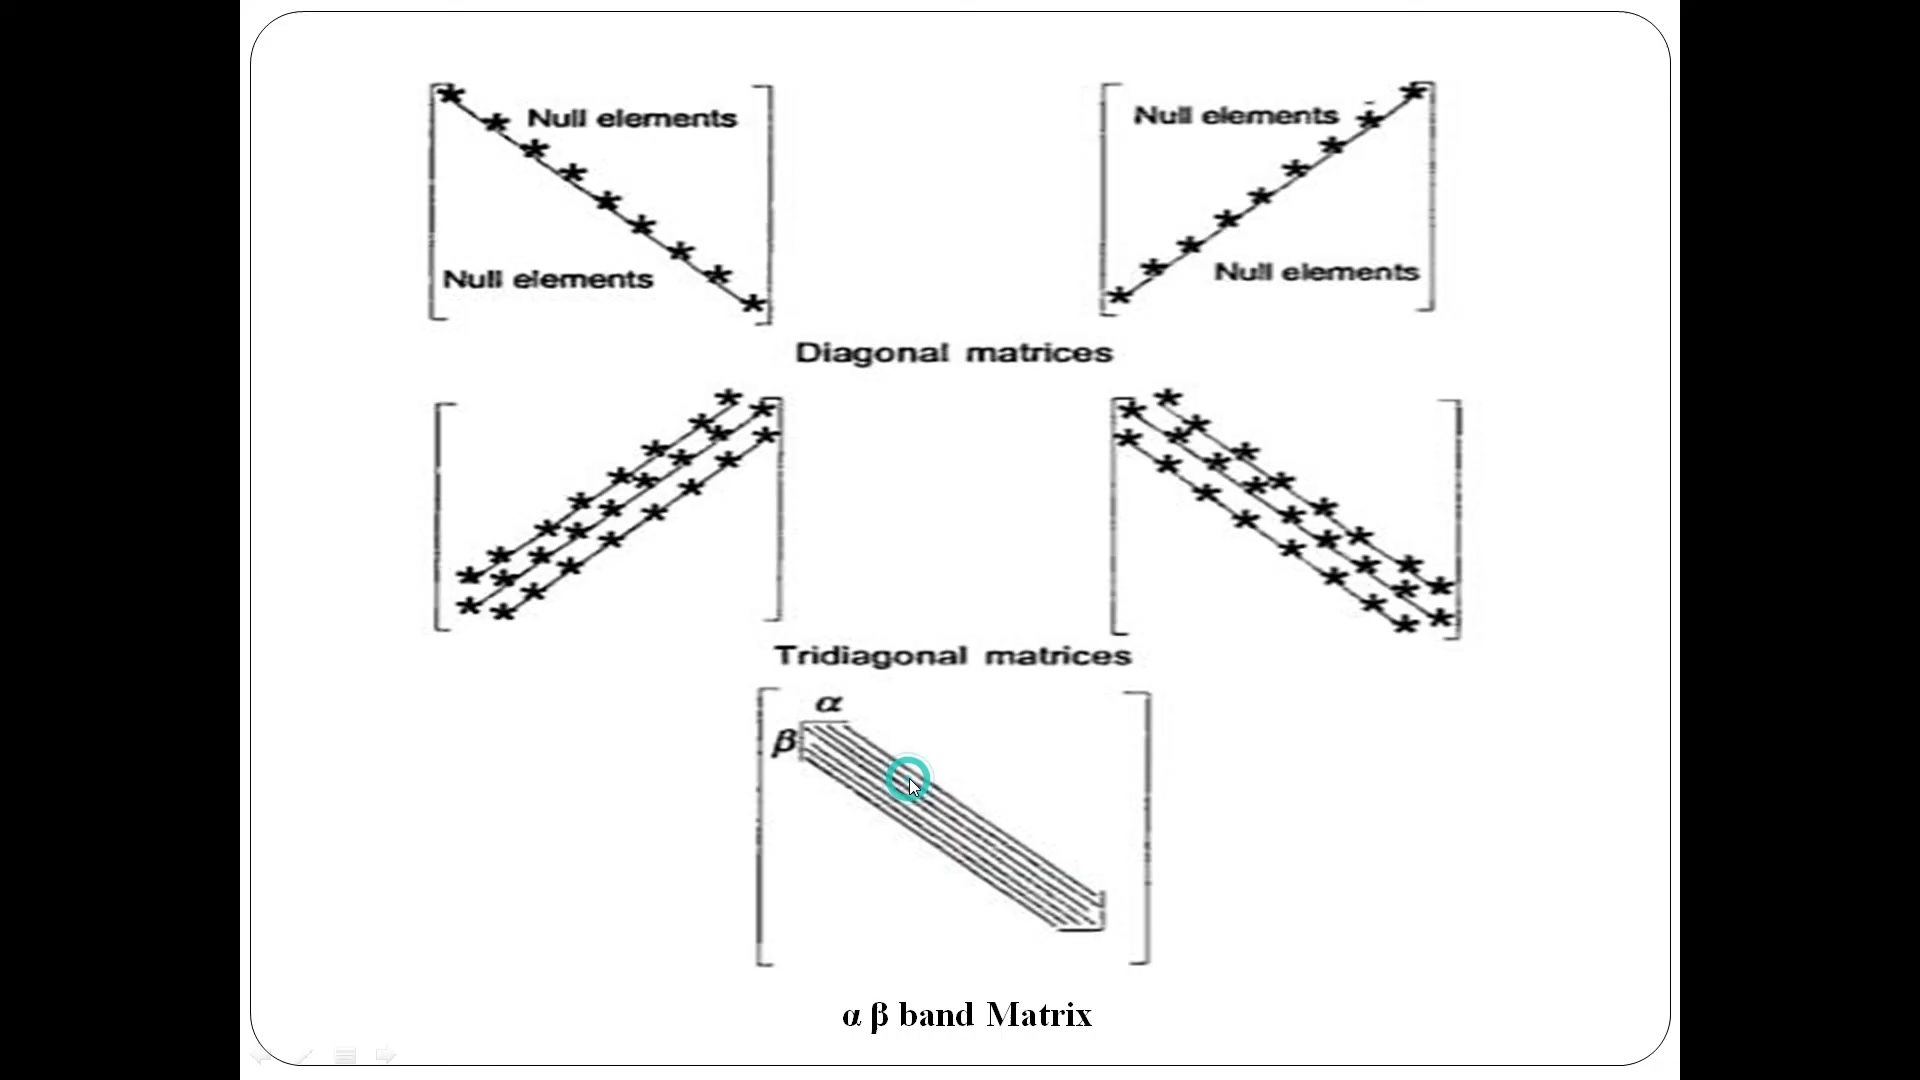 Null elements
Null elements
Null elements
Null elements
Diagonal matrices
Tridiagonal matrices
α
β
α β band Matrix